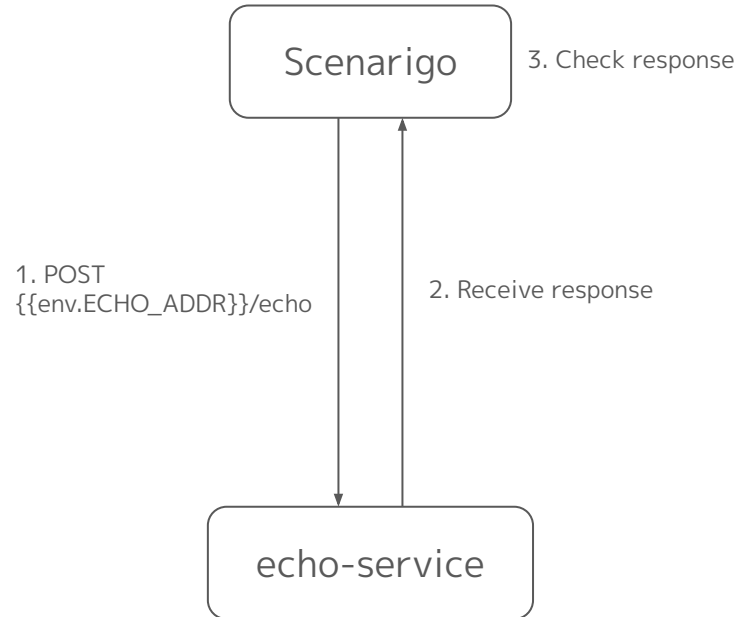 Scenarigo
3. Check response
1. POST
{{env.ECHO_ADDR}}/echo
2. Receive response
echo-service